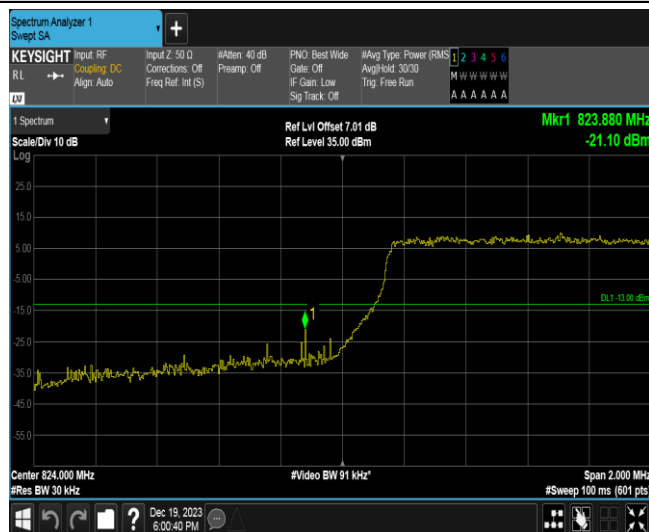 Spectrum Analyzer 1
Swept SA
+
KEYSIGHT
RL
LXI
Input: RF
Coupling: DC
Align: Auto
Input Z: 50 Ω
Corrections: Off
Freq Ref: Int (S)
#Atten: 40 dB
Preamp: Off
PNO: Best Wide
Gate: Off
IF Gain: Low
Sig Track: Off
#Avg Type: Power (RMS
Avg|Hold: 30/30
Trig: Free Run
1 2 3 4 5 6
M W W W W W
A A A A A A
1 Spectrum
Scale/Div 10 dB
Ref Lvl Offset 7.01 dB
Ref Level 35.00 dBm
Mkr1 823.880 MHz
-21.10 dBm
Log
25.0
15.0
5.00
-5.00
DL1 -13.00 dBm
-15.0
1
-25.0
-35.0
-45.0
-55.0
Center 824.000 MHz
#Res BW 30 kHz
#Video BW 91 kHz*
Span 2.000 MHz
#Sweep 100 ms (601 pts)
?
Dec 19, 2023
6:00:40 PM